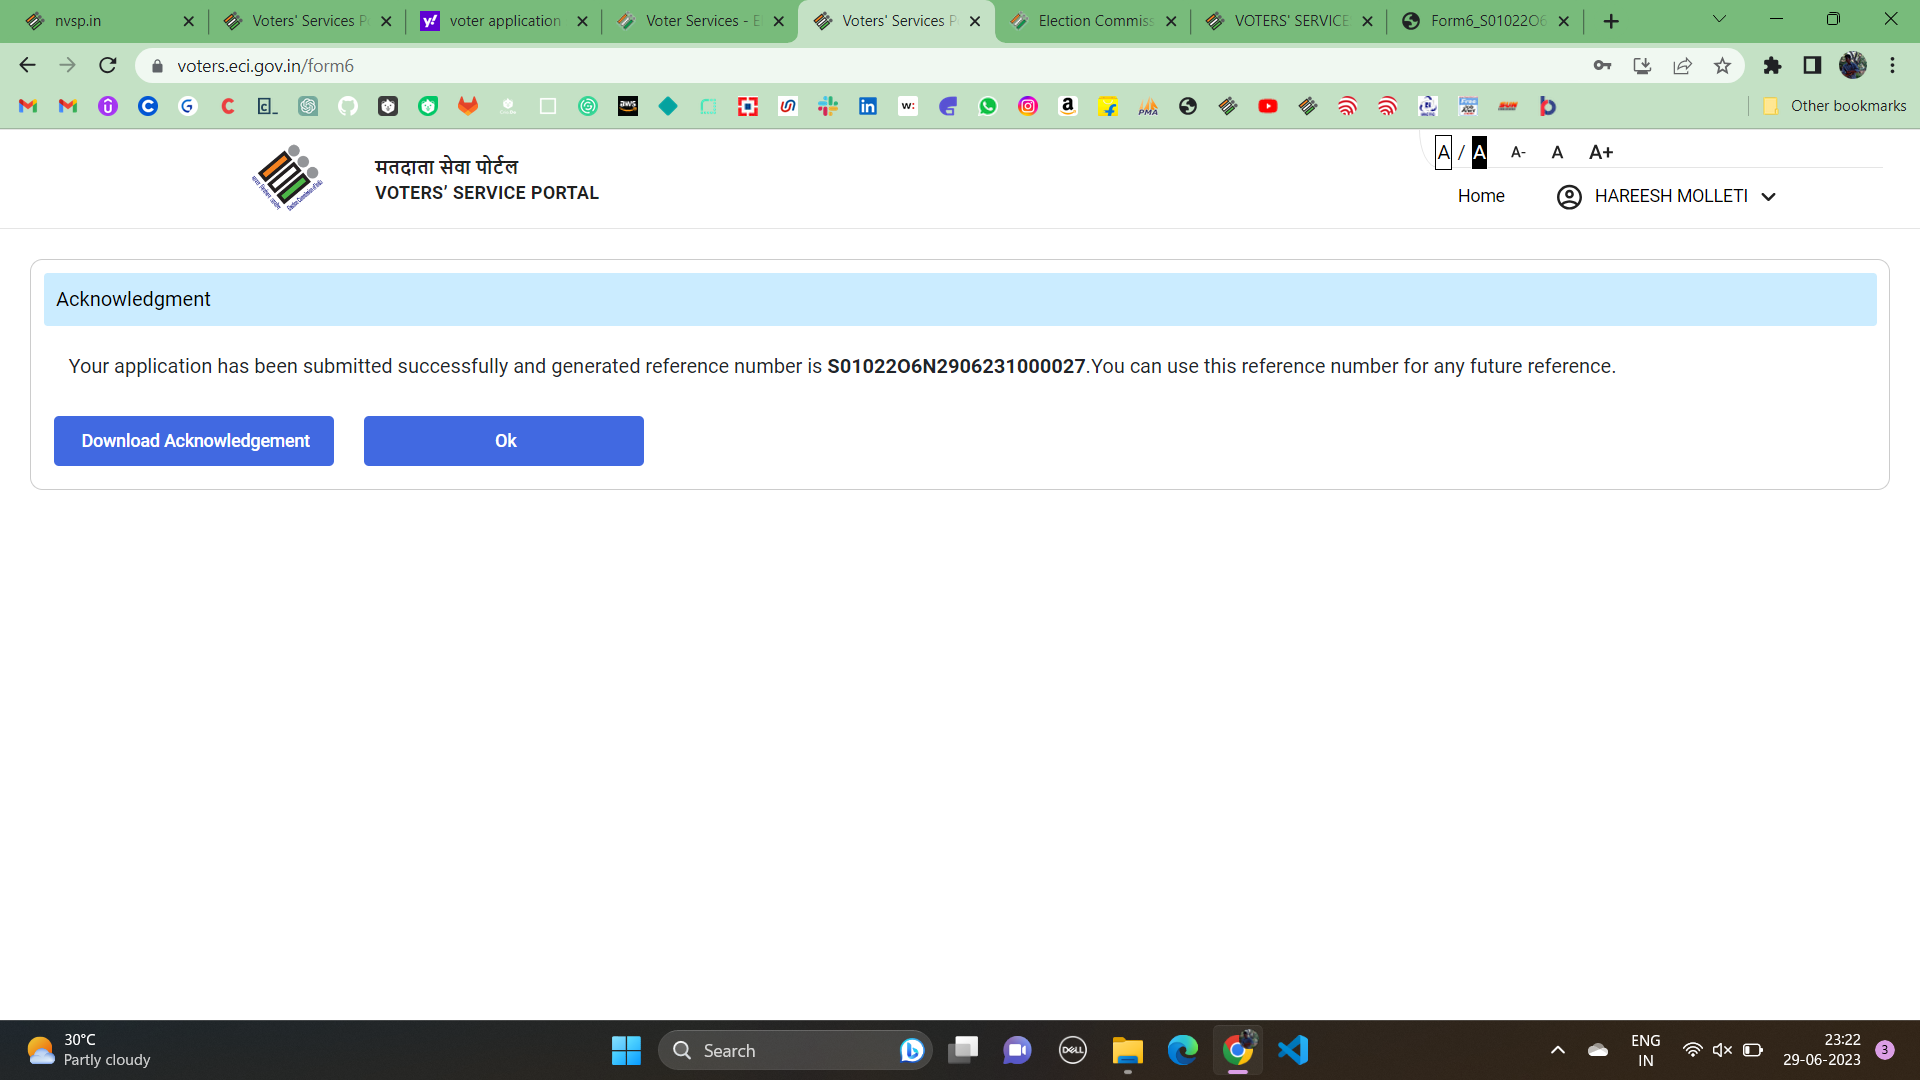 nvsp.in
Voters' Services P
voter application
Voter Services - E
Voters' Services P
Election Commiss
VOTERS' SERVICE
Form6_S01022O6
voters.eci.gov.in/form6
Other bookmarks
A / A A- A A+
मतदाता सेवा पोर्टल
VOTERS’ SERVICE PORTAL
Home
HAREESH MOLLETI
Acknowledgment
Your application has been submitted successfully and generated reference number is S01022O6N2906231000027.You can use this reference number for any future reference.
Download Acknowledgement
Ok
30°C
Partly cloudy
Search
ENG
IN
23:22
29-06-2023
3